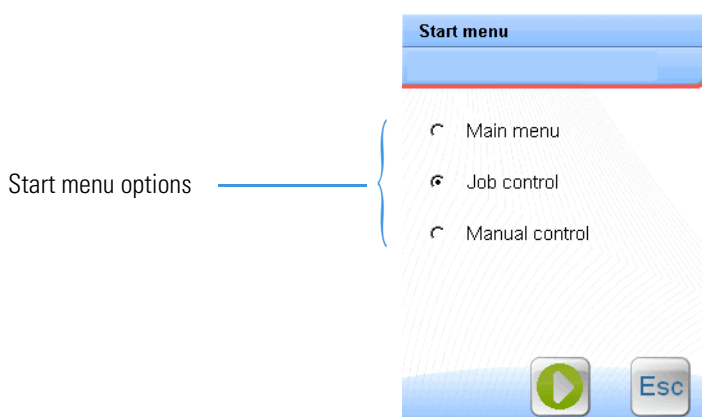 Start menu
Main menu
Start menu options
Job control
Manual control
Esc